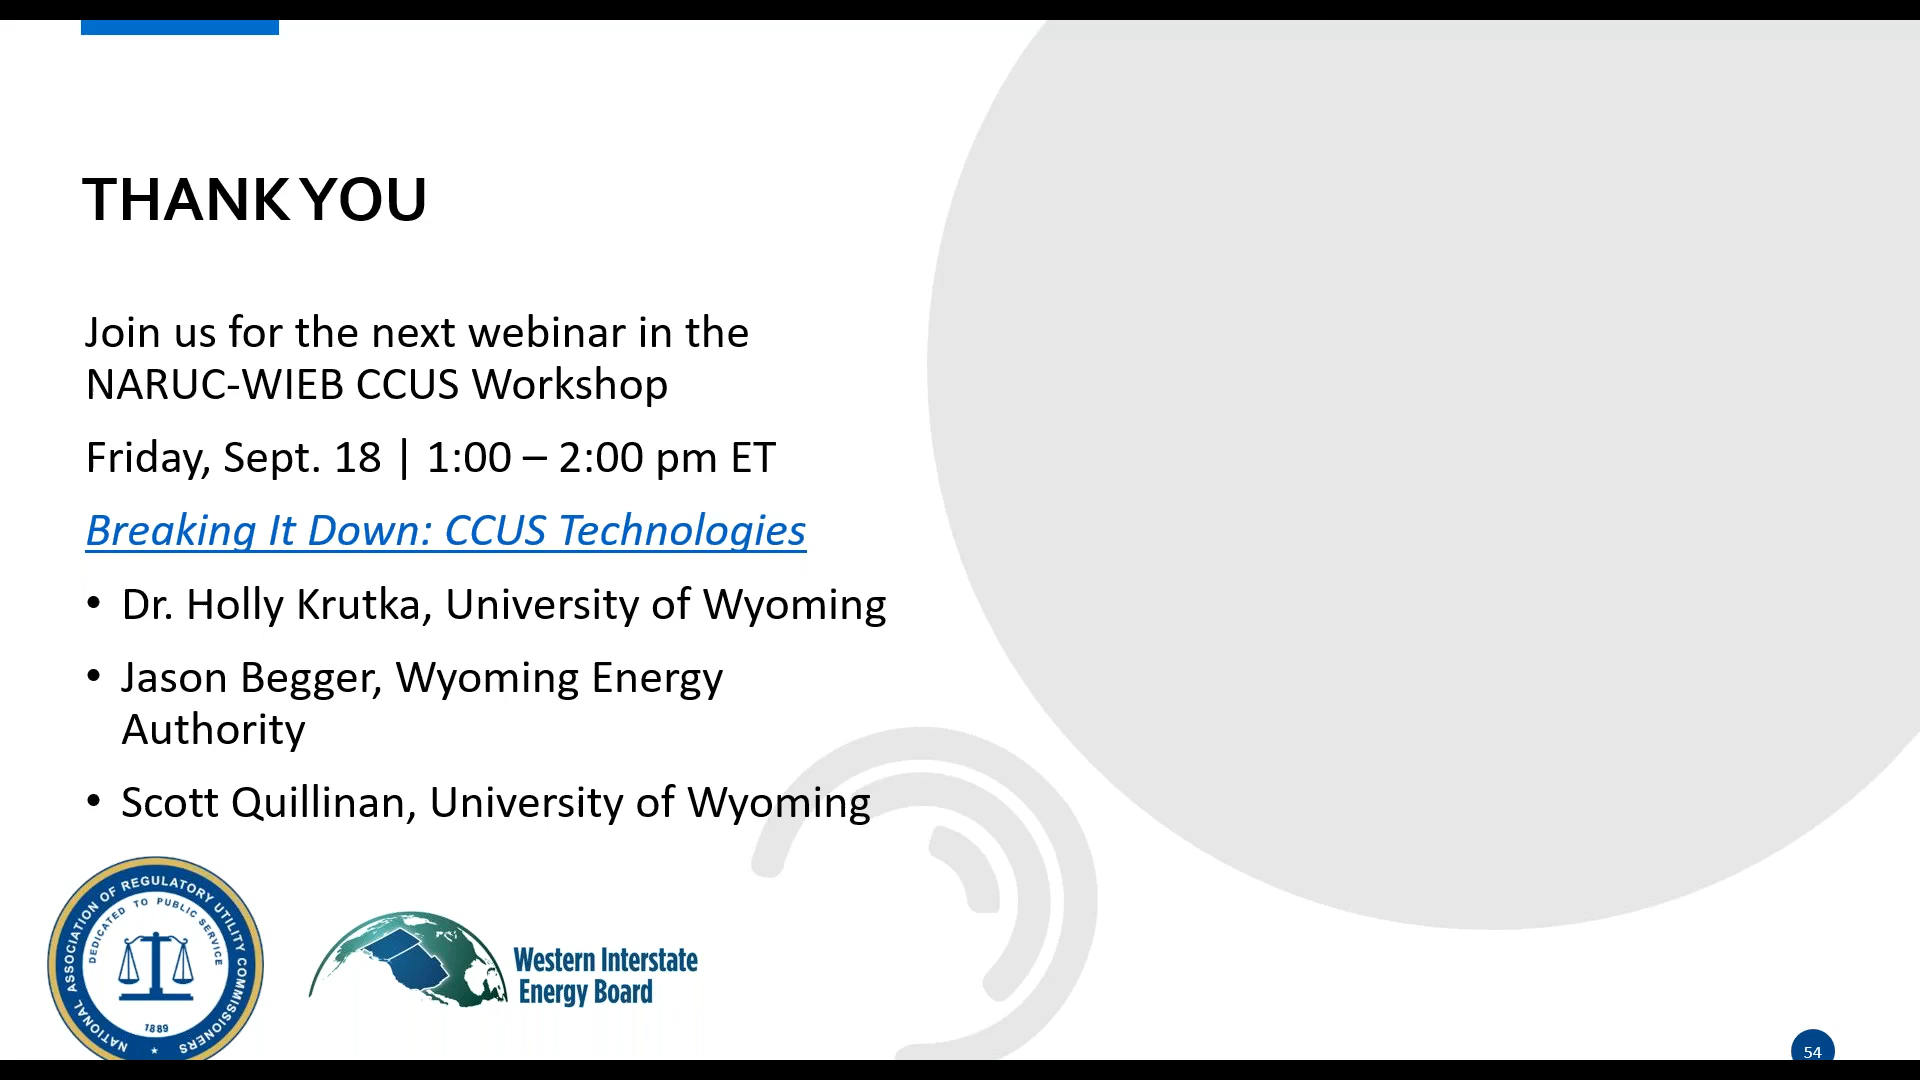 THANK YOU
Join us for the next webinar in the
NARUC-WIEB CCUS Workshop
Friday, Sept. 18 | 1:00 – 2:00 pm ET
Breaking It Down: CCUS Technologies
• Dr. Holly Krutka, University of Wyoming
• Jason Begger, Wyoming Energy
Authority
• Scott Quillinan, University of Wyoming
NATIONAL ASSOCIATION OF REGULATORY UTILITY COMMISSIONERS
DEDICATED TO PUBLIC SERVICE
1889
Western Interstate
Energy Board
54